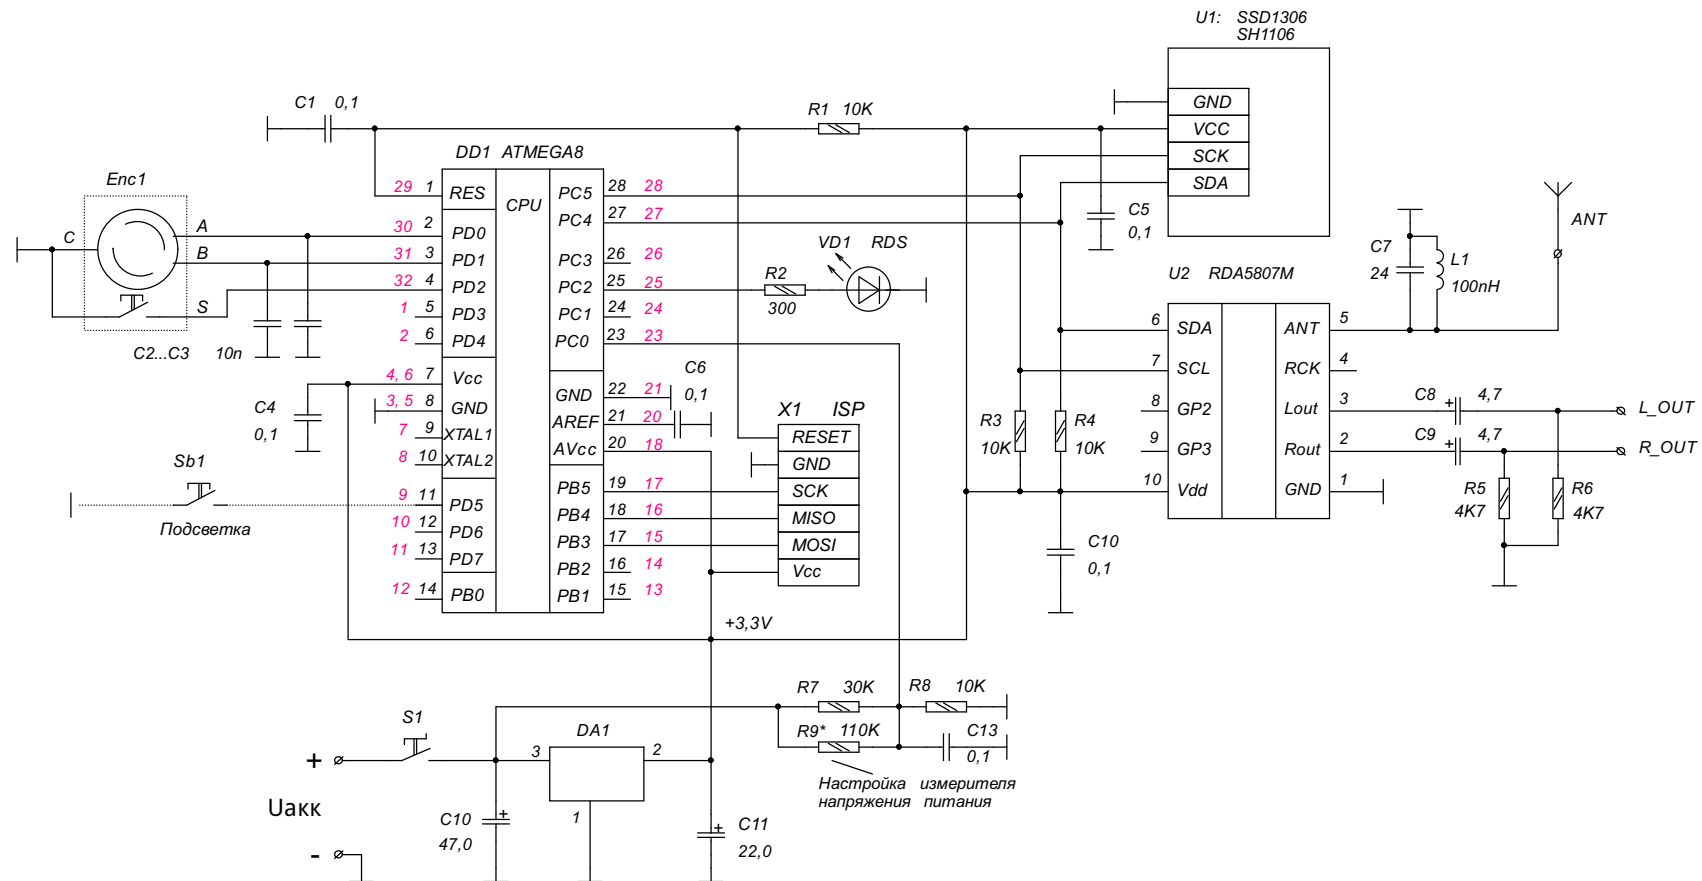 U1: SSD1306
SH1106
GND
VCC
SCK
SDA
C1 0,1
R1 10K
DD1 ATMEGA8
CPU
Enc1
C
A
B
S
C2...C3 10n
29 1 RES
30 2 PD0
31 3 PD1
32 4 PD2
1 5 PD3
2 6 PD4
4, 6 7 Vcc
3, 5 8 GND
7 9 XTAL1
8 10 XTAL2
9 11 PD5
10 12 PD6
11 13 PD7
12 14 PB0
PC5 28 28
PC4 27 27
PC3 26 26
PC2 25 25
PC1 24 24
PC0 23 23
GND 22 21
AREF 21 20
AVcc 20 18
PB5 19 17
PB4 18 16
PB3 17 15
PB2 16 14
PB1 15 13
C4
0,1
Sb1
Подсветка
VD1 RDS
R2
300
C6
0,1
X1 ISP
RESET
GND
SCK
MISO
MOSI
Vcc
C5
0,1
R3
10K
R4
10K
C10
0,1
U2 RDA5807M
6 SDA
7 SCL
8 GP2
9 GP3
10 Vdd
ANT 5
RCK 4
Lout 3
Rout 2
GND 1
C7
24
L1
100nH
ANT
C8 + 4,7
L_OUT
C9 + 4,7
R_OUT
R5
4K7
R6
4K7
+3,3V
R7 30K
R8 10K
R9* 110K
C13
0,1
Настройка измерителя
напряжения питания
S1
DA1
3
2
1
+
Uакк
-
C10
47,0
+
C11
22,0
+